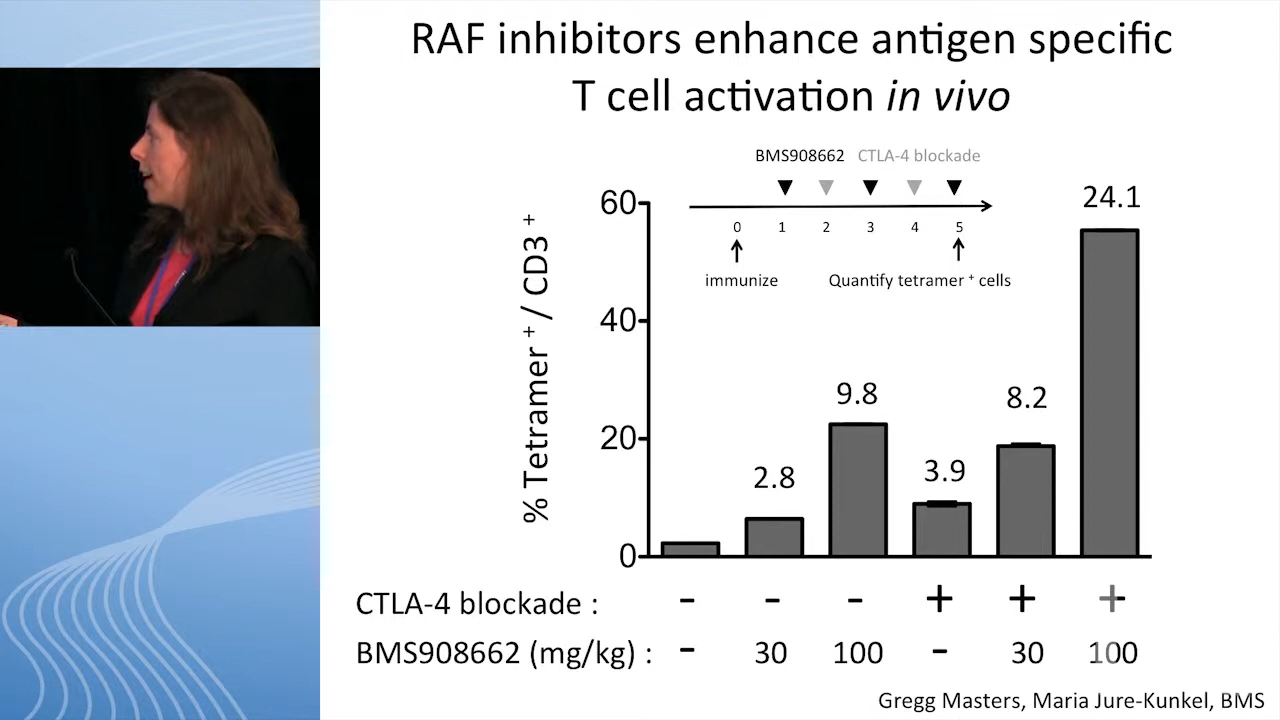 RAF inhibitors enhance antigen specific
T cell activation in vivo
BMS908662 CTLA-4 blockade
0 1 2 3 4 5
immunize Quantify tetramer + cells
% Tetramer + / CD3 +
60
40
20
0
2.8 9.8 3.9 8.2 24.1
CTLA-4 blockade : - - - + + +
BMS908662 (mg/kg) : - 30 100 - 30 100
Gregg Masters, Maria Jure-Kunkel, BMS